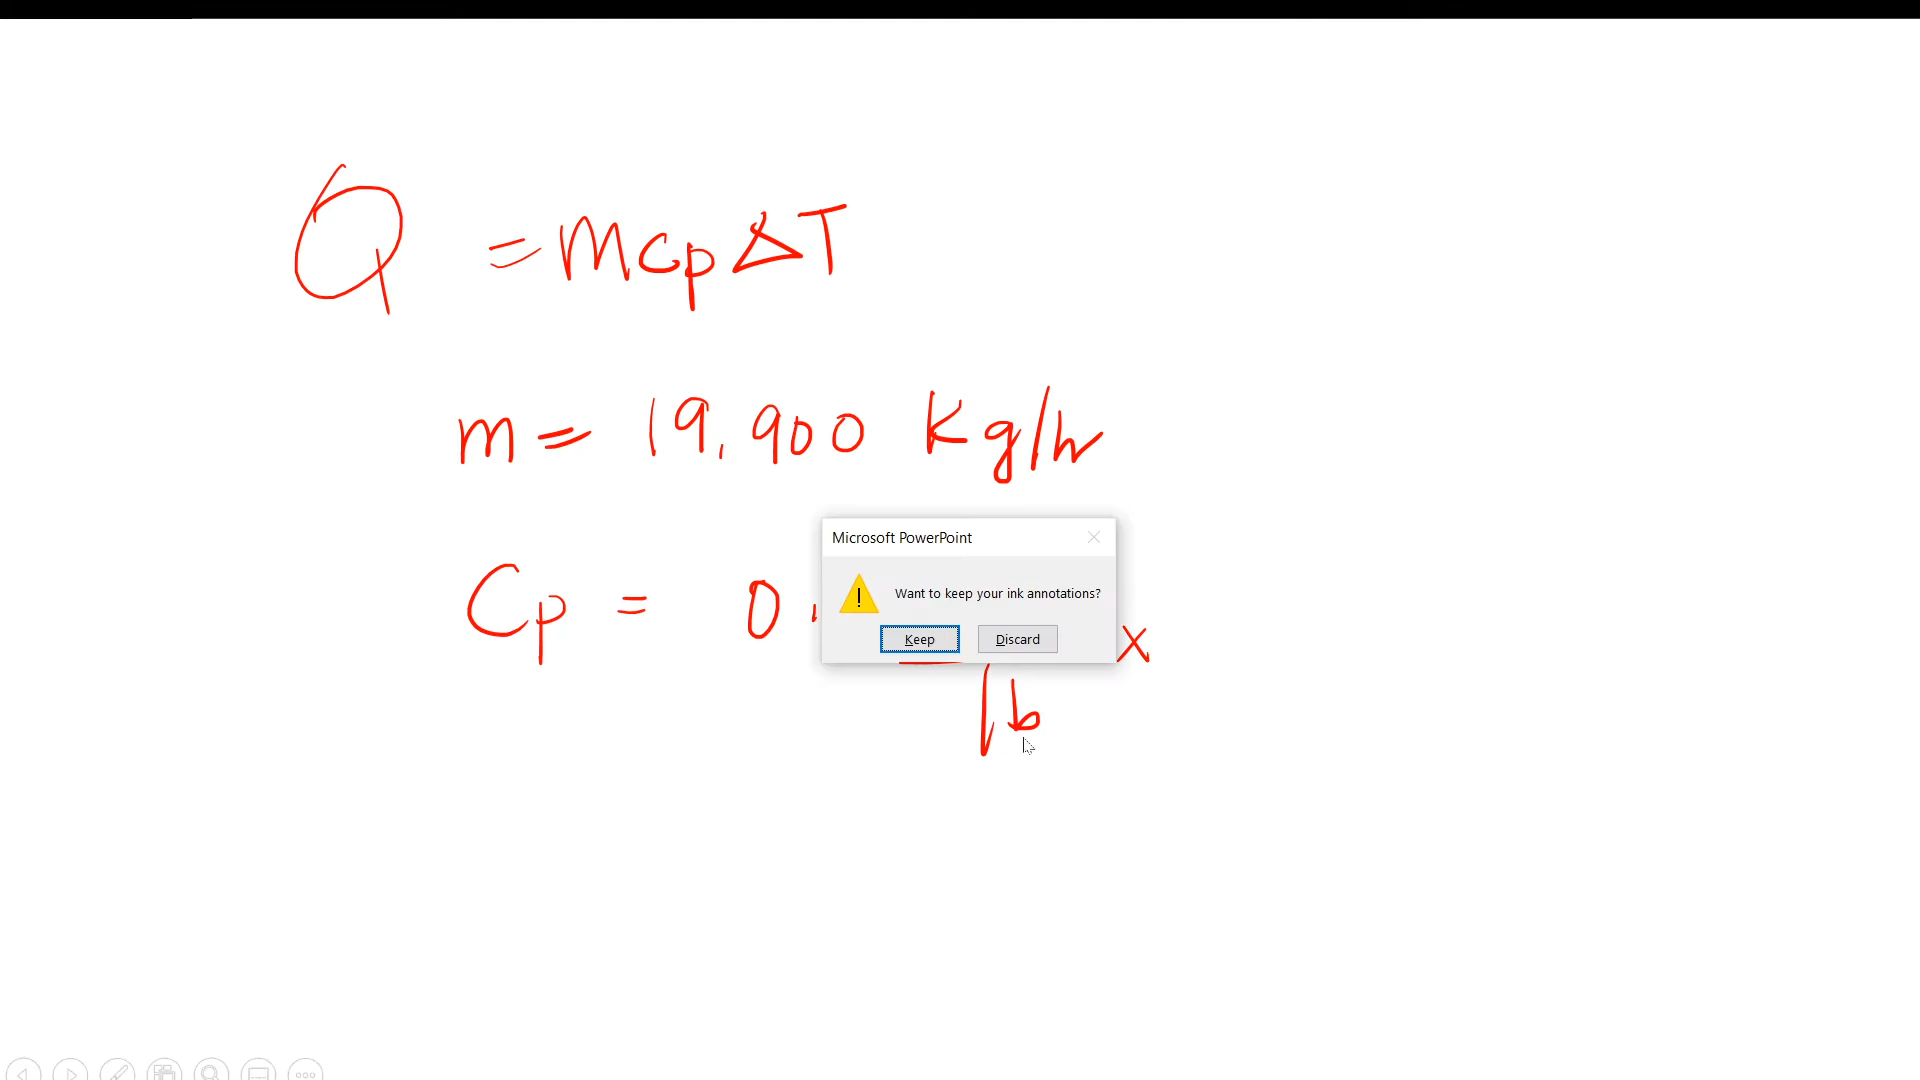 Q = mCpΔT
m = 19,900 Kg/hr
Microsoft PowerPoint
Want to keep your ink annotations?
Keep Discard
Cp = 0. x
lb